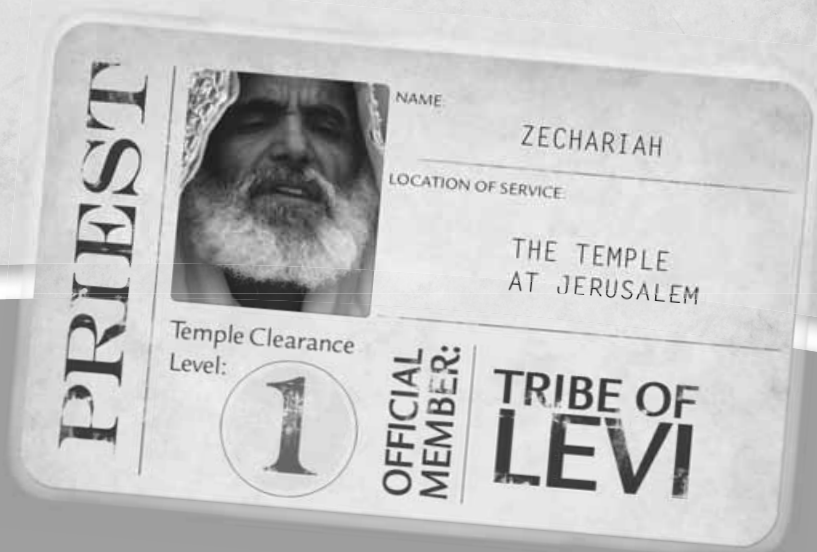 PRIEST
NAME:
ZECHARIAH
LOCATION OF SERVICE:
THE TEMPLE
AT JERUSALEM
Temple Clearance
Level:
1
OFFICIAL
MEMBER:
TRIBE OF
LEVI